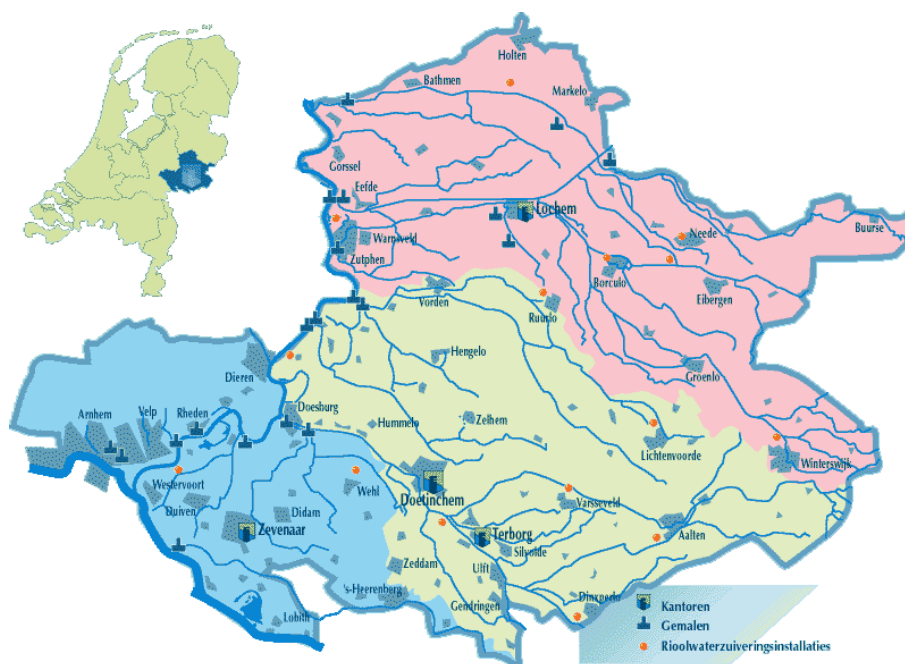 Holten
Bathmen
Markelo
Gorssel
Eefde
Lochem
Neede
Buurse
Warnsveld
Zutphen
Borculo
Eibergen
Vorden
Ruurlo
Hengelo
Groenlo
Dieren
Doesburg
Arnhem
Velp
Rheden
Hummelo
Zelhem
Lichtenvoorde
Winterswijk
Westervoort
Wehl
Doetinchem
Varsseveld
Duiven
Didam
Zevenaar
Terborg
Aalten
Silvolde
Zeddam
Ulft
's-Heerenberg
Dinxperlo
Gendringen
Lobith
Kantoren
Gemalen
Rioolwaterzuiveringsinstallaties